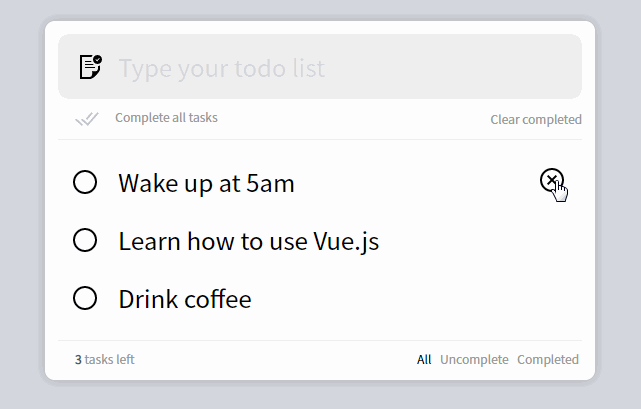 Type your todo list
Complete all tasks
Clear completed
Wake up at 5am
Learn how to use Vue.js
Drink coffee
3 tasks left
All Uncomplete Completed